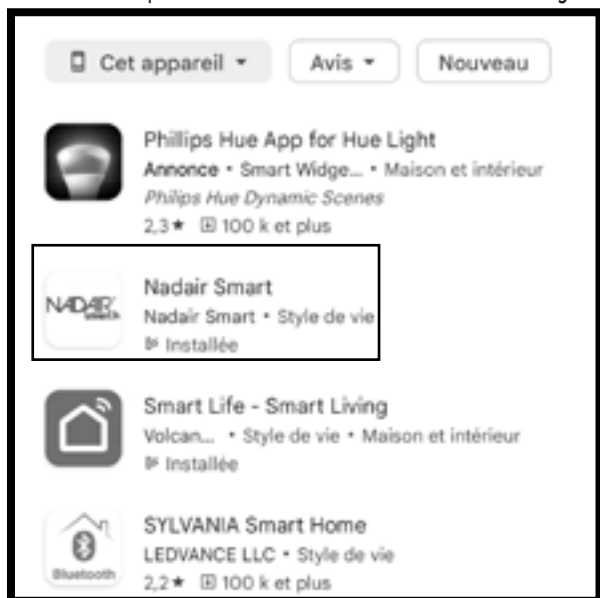 Cet appareil
Avis
Nouveau
Phillips Hue App for Hue Light
Annonce • Smart Widge... • Maison et intérieur
Philips Hue Dynamic Scenes
2,3★ 100 k et plus
NADAIR
Nadair Smart
Nadair Smart • Style de vie
Installée
Smart Life - Smart Living
Volcan... • Style de vie • Maison et intérieur
Installée
Bluetooth
SYLVANIA Smart Home
LEDVANCE LLC • Style de vie
2,2★ 100 k et plus